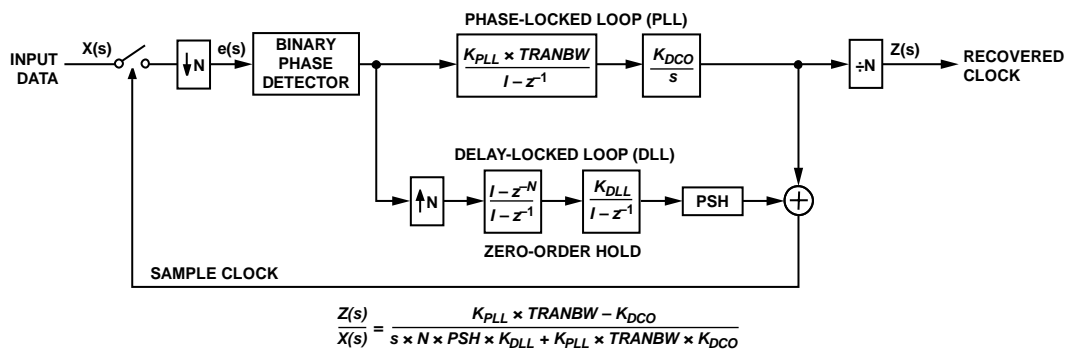 PHASE-LOCKED LOOP (PLL)
INPUT DATA
X(s)
↓N
e(s)
BINARY PHASE DETECTOR
K_PLL × TRANBW
I – z^–1
K_DCO
s
÷N
Z(s)
RECOVERED CLOCK
DELAY-LOCKED LOOP (DLL)
↑N
I – z^–N
I – z^–1
K_DLL
I – z^–1
PSH
+
ZERO-ORDER HOLD
SAMPLE CLOCK
Z(s)
X(s)
=
K_PLL × TRANBW – K_DCO
s × N × PSH × K_DLL + K_PLL × TRANBW × K_DCO